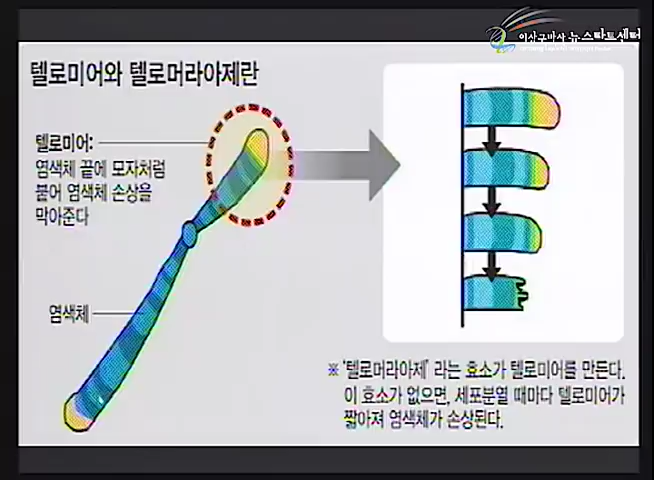 이상구박사 뉴스타트센터
텔로미어와 텔로머라아제란
텔로미어:
염색체 끝에 모자처럼
붙어 염색체 손상을
막아준다
염색체
※ ‘텔로머라아제’ 라는 효소가 텔로미어를 만든다.
이 효소가 없으면, 세포분열 때마다 텔로미어가
짧아져 염색체가 손상된다.